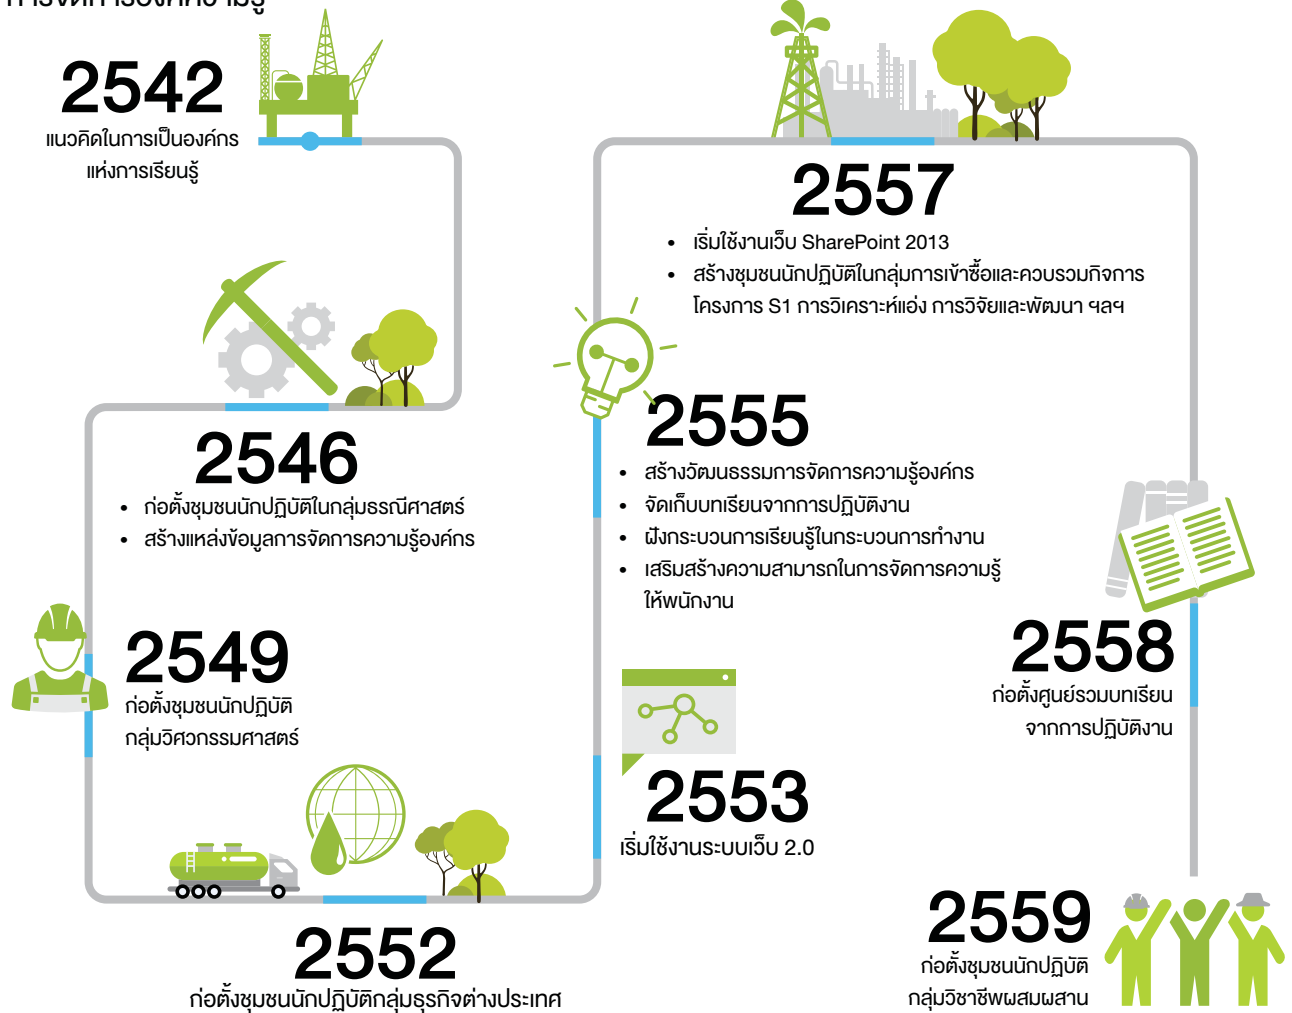 การจัดการองค์ความรู้
2542
แนวคิดในการเป็นองค์กร
แห่งการเรียนรู้
2546
• ก่อตั้งชุมชนนักปฏิบัติในกลุ่มธรณีศาสตร์
• สร้างแหล่งข้อมูลการจัดการความรู้องค์กร
2549
ก่อตั้งชุมชนนักปฏิบัติ
กลุ่มวิศวกรรมศาสตร์
2552
ก่อตั้งชุมชนนักปฏิบัติกลุ่มธุรกิจต่างประเทศ
2553
เริ่มใช้งานระบบเว็บ 2.0
2555
• สร้างวัฒนธรรมการจัดการความรู้องค์กร
• จัดเก็บบทเรียนจากการปฏิบัติงาน
• ฝังกระบวนการเรียนรู้ในกระบวนการทำงาน
• เสริมสร้างความสามารถในการจัดการความรู้
ให้พนักงาน
2557
• เริ่มใช้งานเว็บ SharePoint 2013
• สร้างชุมชนนักปฏิบัติในกลุ่มการเข้าซื้อและควบรวมกิจการ
โครงการ S1 การวิเคราะห์แอ่ง การวิจัยและพัฒนา ฯลฯ
2558
ก่อตั้งศูนย์รวมบทเรียน
จากการปฏิบัติงาน
2559
ก่อตั้งชุมชนนักปฏิบัติ
กลุ่มวิชาชีพผสมผสาน